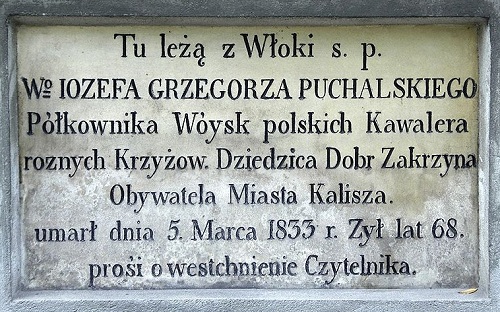 Tu leżą z Włoki s. p.
Wº IOZEFA GRZEGORZA PUCHALSKIEGO
Półkownika Wóysk polskich Kawalera
roznych Krzyżow. Dziedzica Dobr Zakrzyna
Obywatela Miasta Kalisza.
umarł dnia 5. Marca 1833 r. Zył lat 68.
prośi o westchnienie Czytelnika.